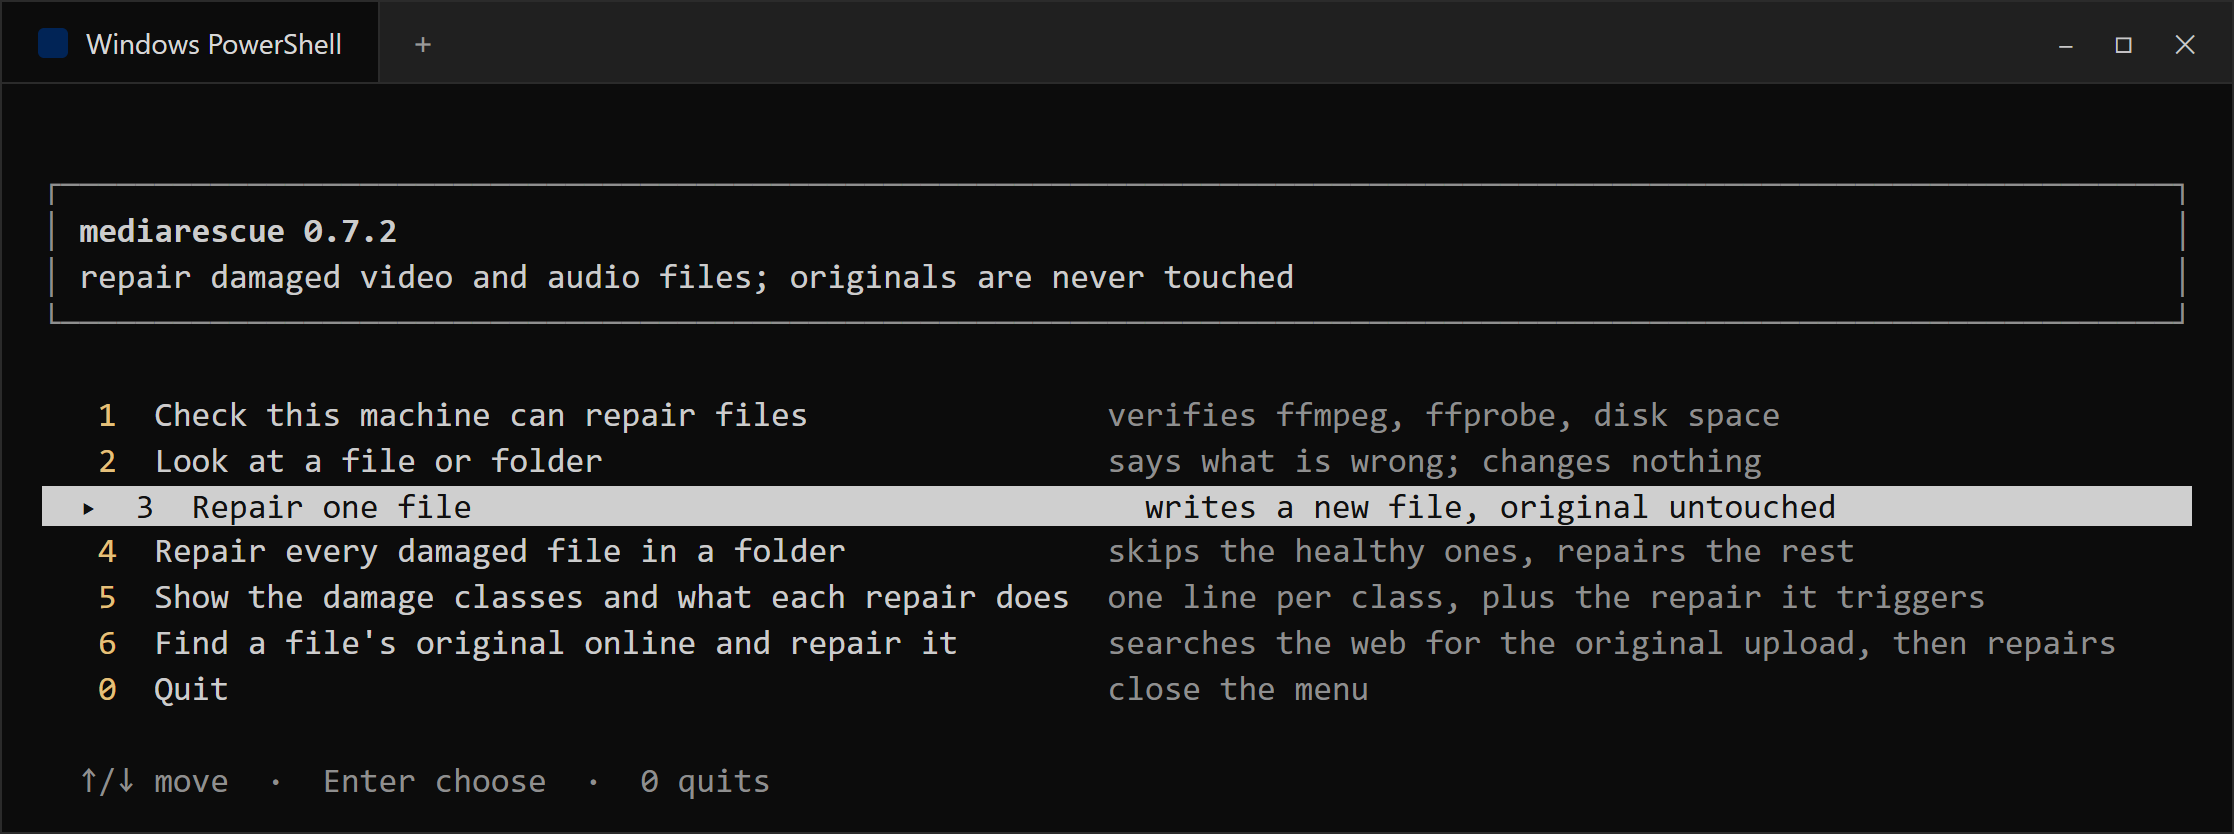 Windows PowerShell +
mediarescue 0.7.2
repair damaged video and audio files; originals are never touched
1 Check this machine can repair files verifies ffmpeg, ffprobe, disk space
2 Look at a file or folder says what is wrong; changes nothing
▸ 3 Repair one file writes a new file, original untouched
4 Repair every damaged file in a folder skips the healthy ones, repairs the rest
5 Show the damage classes and what each repair does one line per class, plus the repair it triggers
6 Find a file's original online and repair it searches the web for the original upload, then repairs
0 Quit close the menu
↑/↓ move · Enter choose · 0 quits